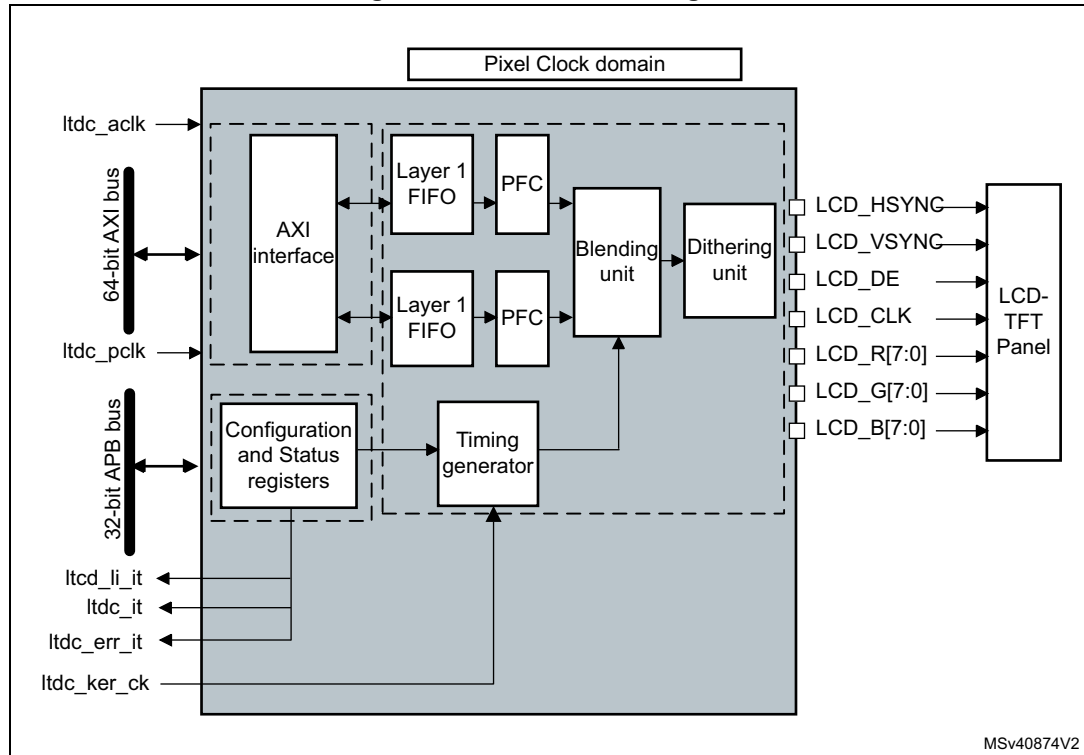 Pixel Clock domain
ltdc_aclk
64-bit AXI bus
ltdc_pclk
32-bit APB bus
ltcd_li_it
ltdc_it
ltdc_err_it
ltdc_ker_ck
AXI
interface
Layer 1
FIFO
PFC
Layer 1
FIFO
PFC
Blending
unit
Dithering
unit
Configuration
and Status
registers
Timing
generator
LCD_HSYNC
LCD_VSYNC
LCD_DE
LCD_CLK
LCD_R[7:0]
LCD_G[7:0]
LCD_B[7:0]
LCD-
TFT
Panel
MSv40874V2